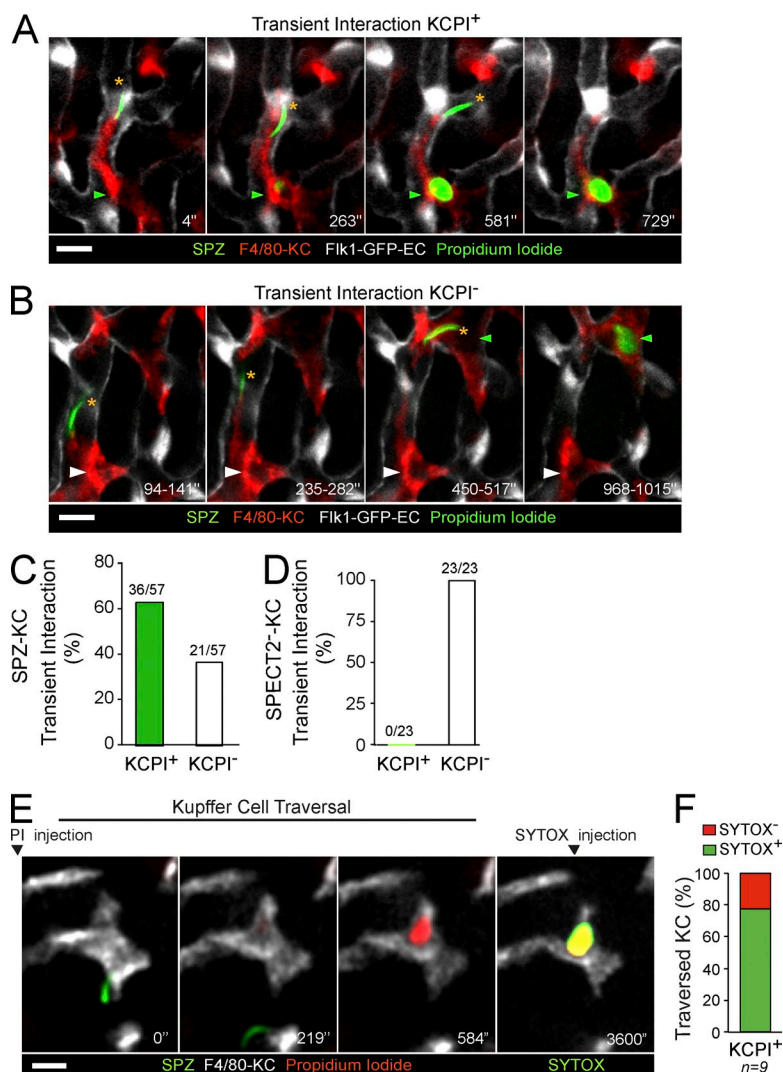 A
Transient Interaction KCPI⁺
*
*
*
4"
263"
581"
729"
SPZ F4/80-KC Flk1-GFP-EC Propidium Iodide
B
Transient Interaction KCPI⁻
*
*
*
94-141"
235-282"
450-517"
968-1015"
SPZ F4/80-KC Flk1-GFP-EC Propidium Iodide
C
SPZ-KC
Transient Interaction
(%)
80
60
40
20
0
36/57
21/57
KCPI⁺ KCPI⁻
D
SPECT2⁻-KC
Transient Interaction
(%)
100
75
50
25
0
0/23
23/23
KCPI⁺ KCPI⁻
E
Kupffer Cell Traversal
PI injection
SYTOX injection
0"
219"
584"
3600"
SPZ F4/80-KC Propidium Iodide
SYTOX
F
SYTOX⁻
SYTOX⁺
Traversed KC (%)
100
80
60
40
20
0
KCPI⁺
n=9